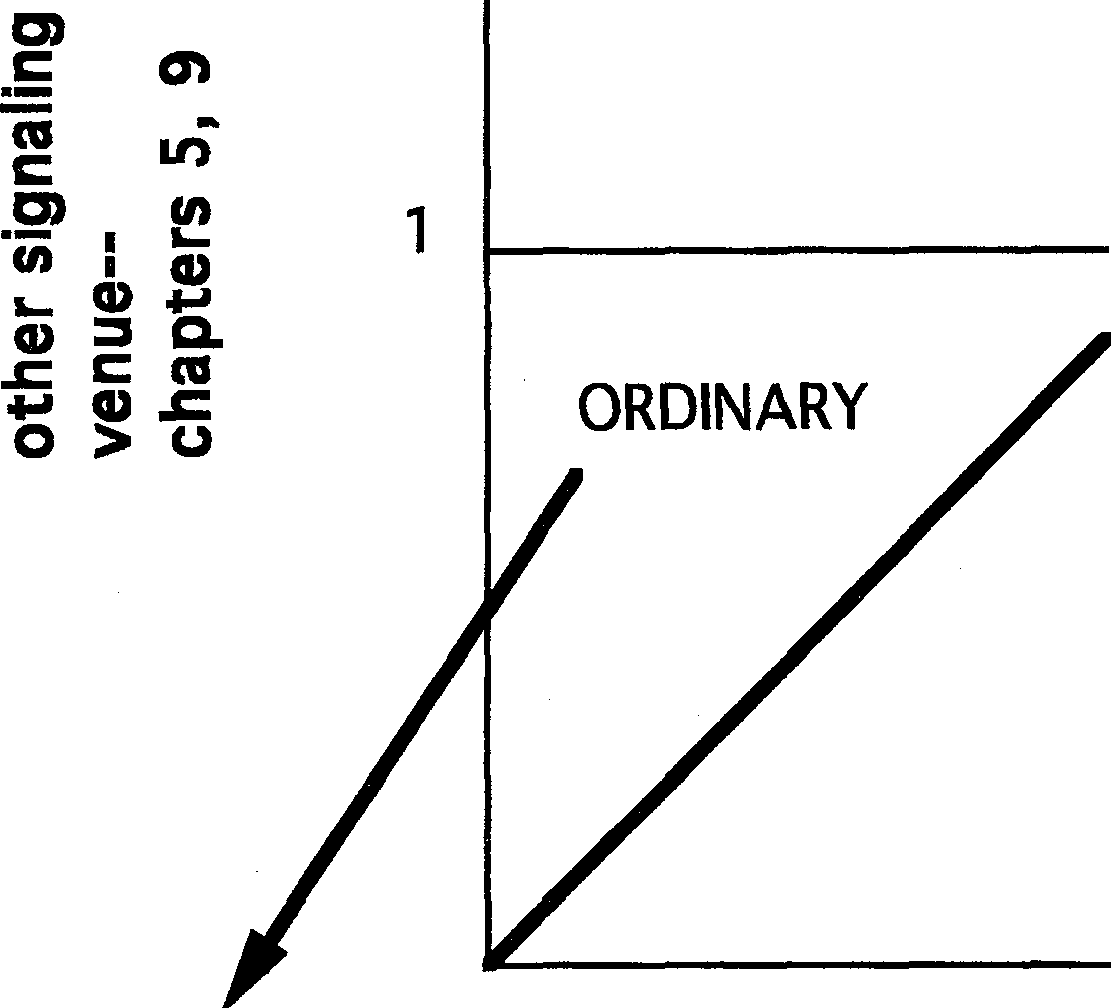 other signaling
venue--
chapters 5, 9
1
ORDINARY